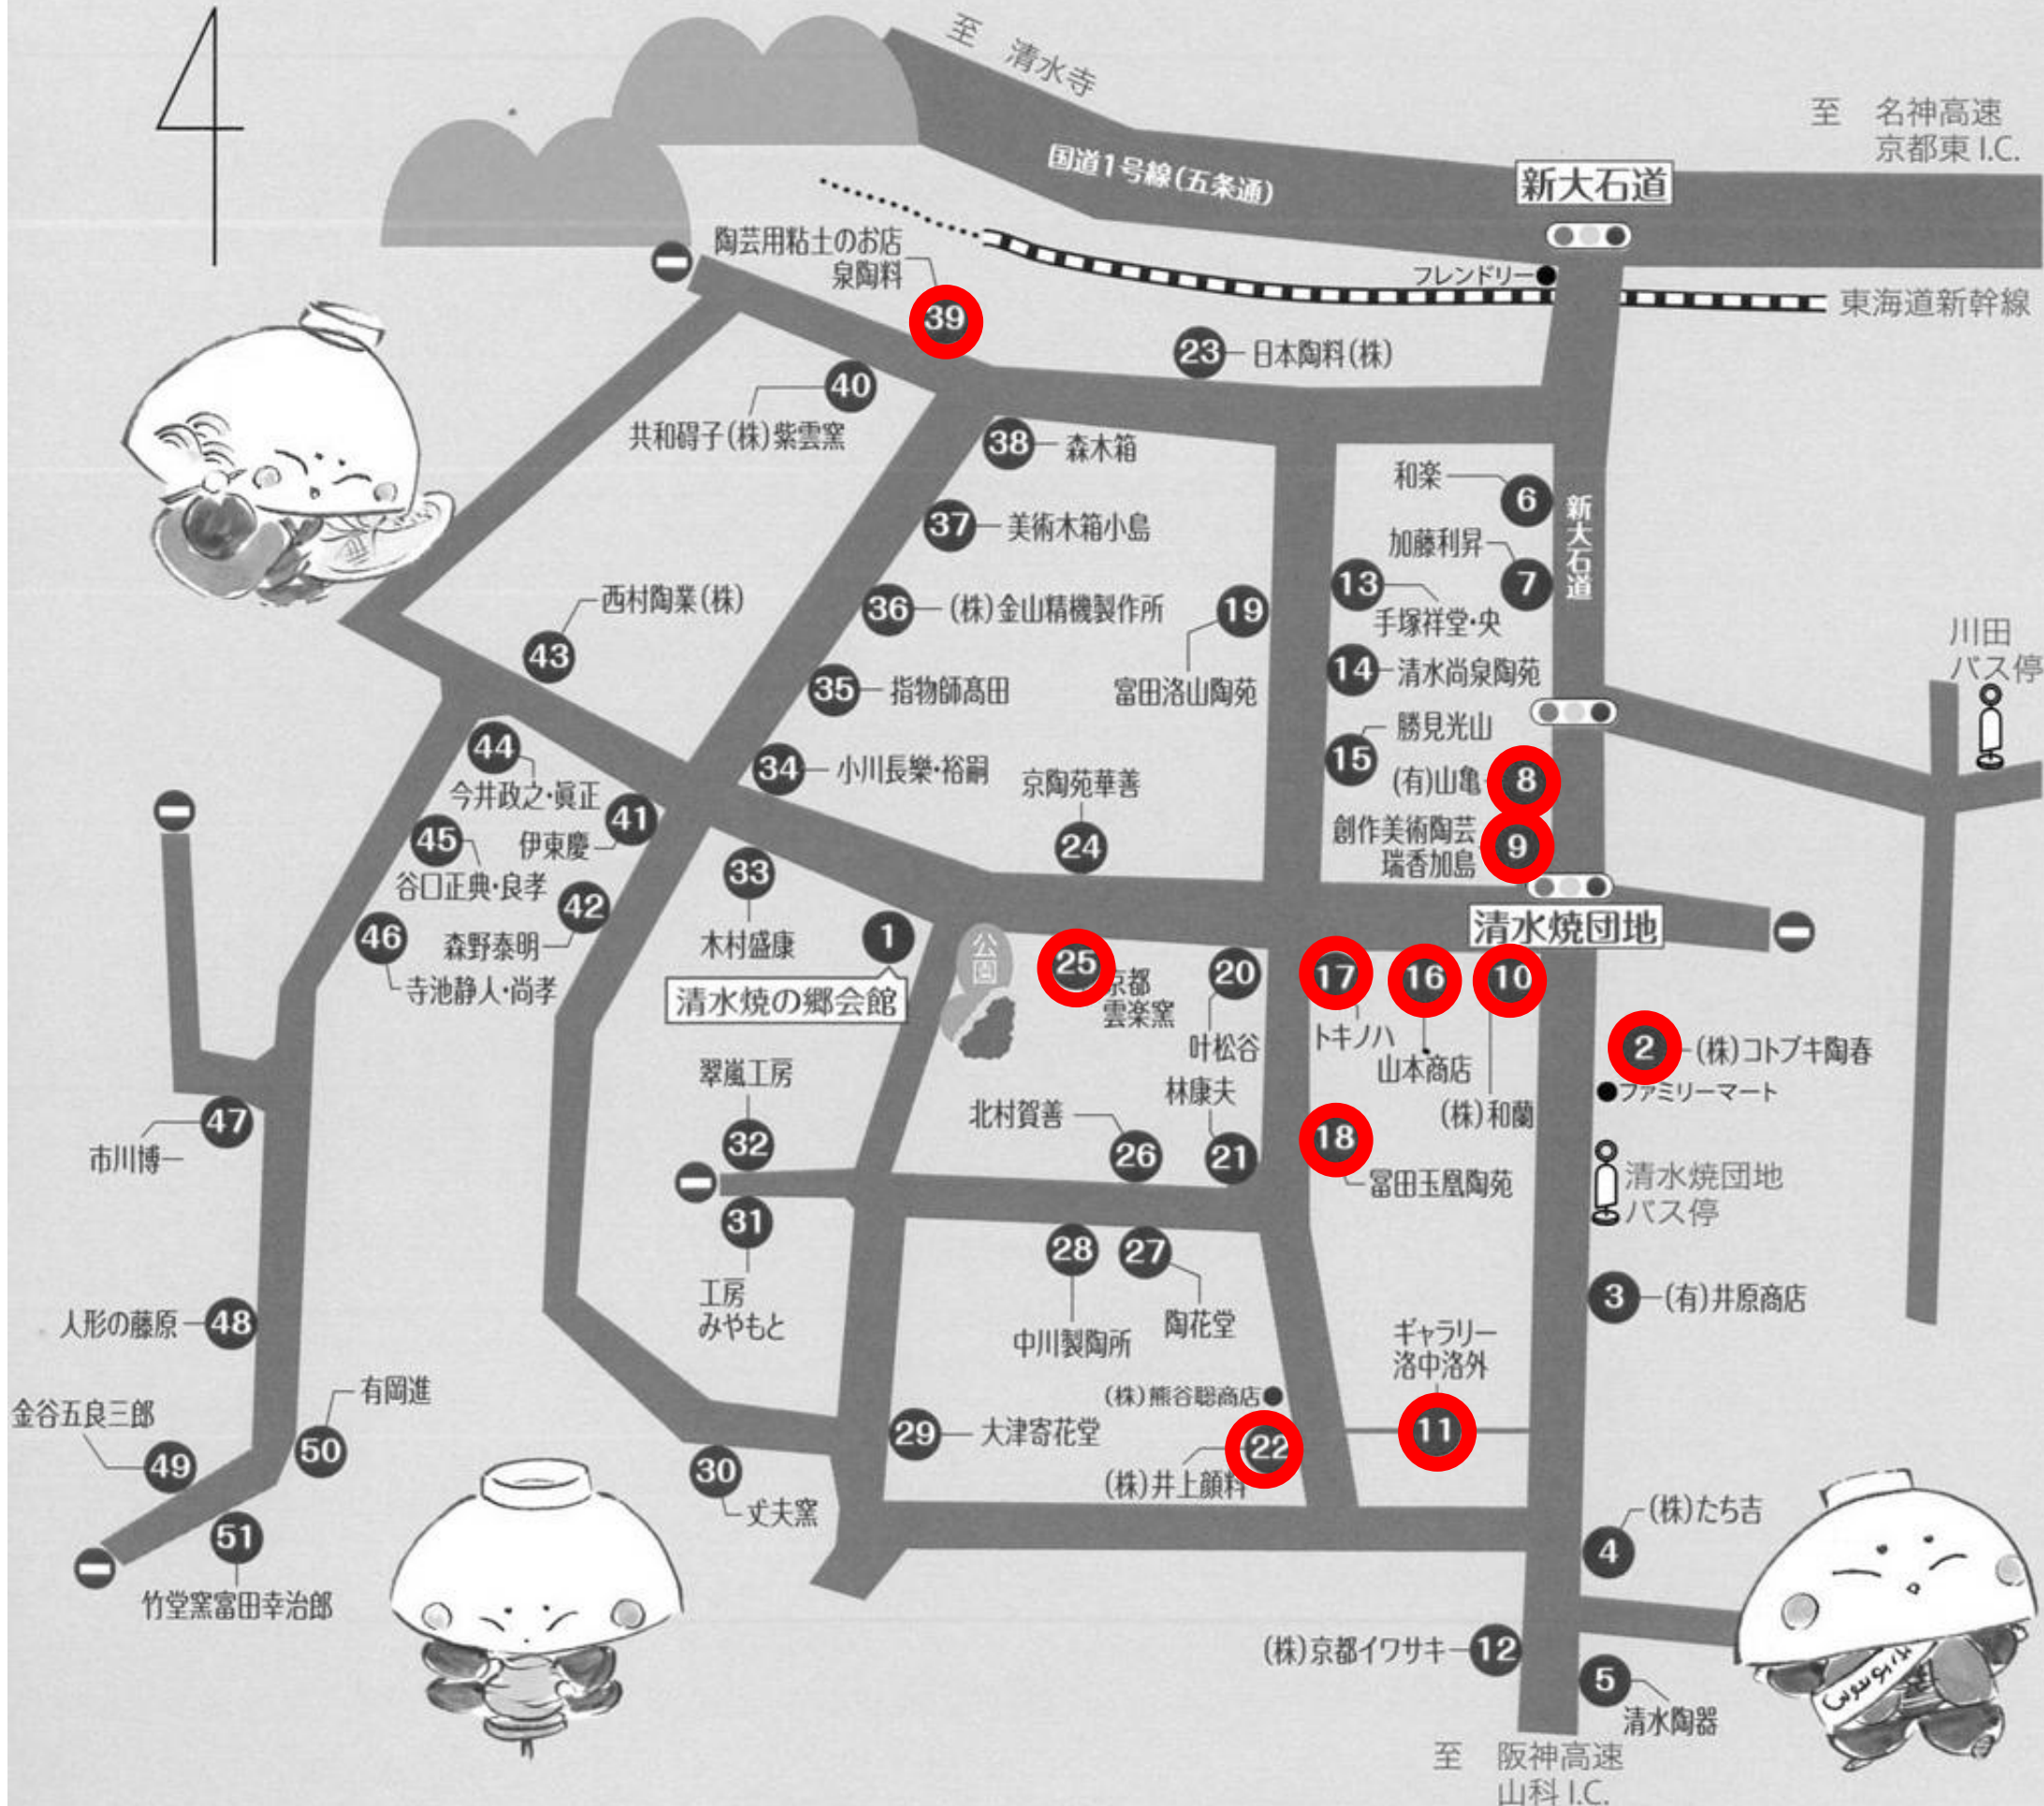 至 清水寺
至 名神高速
京都東 I.C.
国道1号線(五条通)
新大石道
フレンドリー
東海道新幹線
陶芸用粘土のお店
泉陶料
39
23
日本陶料(株)
40
共和碍子(株)紫雲窯
38
森木箱
和楽
6
新大石道
37
美術木箱小島
加藤利昇
7
13
手塚祥堂・央
西村陶業(株)
43
36
(株)金山精機製作所
19
富田洛山陶苑
川田
バス停
35
指物師髙田
14
清水尚泉陶苑
44
今井政之・眞正
34
小川長樂・裕嗣
京陶苑華善
24
15
勝見光山
(有)山亀
8
創作美術陶芸
瑞香加島
9
41
伊東慶
45
谷口正典・良孝
33
木村盛康
42
森野泰明
46
寺池静人・尚孝
1
清水焼の郷会館
公園
25
京都
雲楽窯
20
叶松谷
17
トキノハ
16
山本商店
10
(株)和蘭
清水焼団地
2
(株)コトブキ陶春
ファミリーマート
翠嵐工房
32
北村賀善
26
林康夫
21
18
冨田玉凰陶苑
清水焼団地
バス停
47
市川博一
31
工房
みやもと
28
中川製陶所
27
陶花堂
3
(有)井原商店
人形の藤原
48
ギャラリー
洛中洛外
11
有岡進
50
金谷五良三郎
49
(株)熊谷聡商店
29
大津寄花堂
22
(株)井上顔料
30
丈夫窯
51
竹堂窯富田幸治郎
(株)たち吉
4
(株)京都イワサキ
12
5
清水陶器
至 阪神高速
山科 I.C.